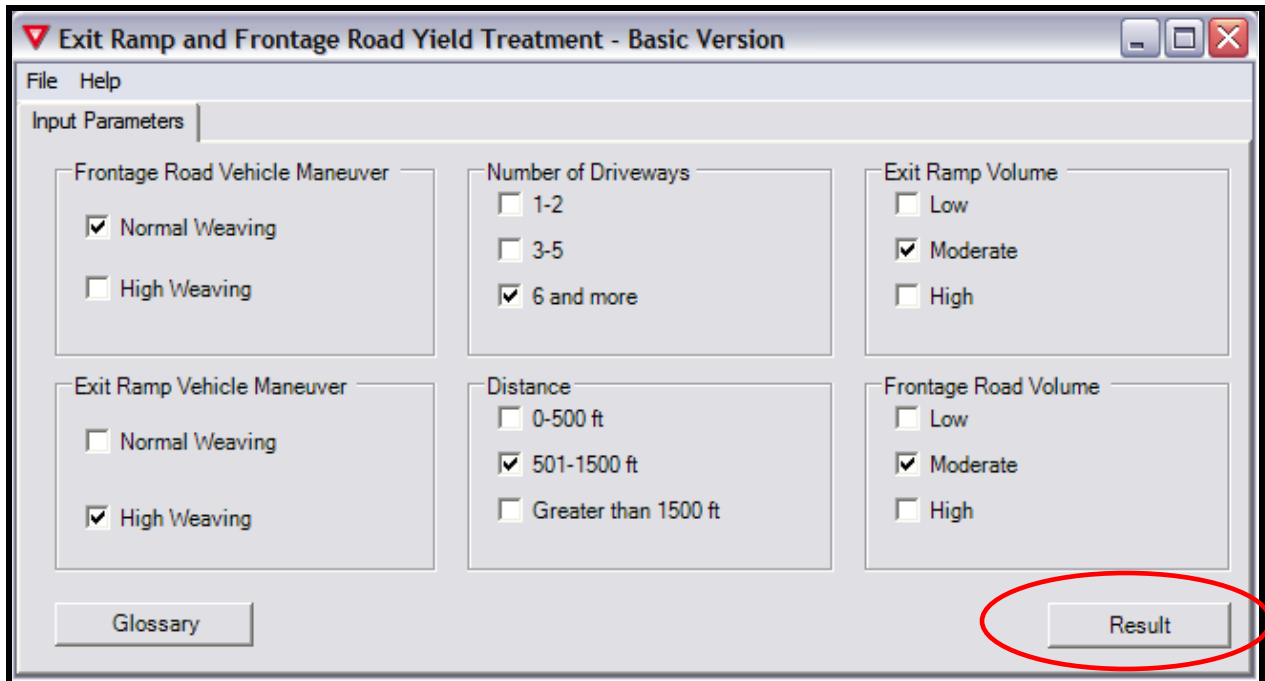 Exit Ramp and Frontage Road Yield Treatment - Basic Version
File Help
Input Parameters
Frontage Road Vehicle Maneuver
Normal Weaving
High Weaving
Number of Driveways
1-2
3-5
6 and more
Exit Ramp Volume
Low
Moderate
High
Exit Ramp Vehicle Maneuver
Normal Weaving
High Weaving
Distance
0-500 ft
501-1500 ft
Greater than 1500 ft
Frontage Road Volume
Low
Moderate
High
Glossary
Result